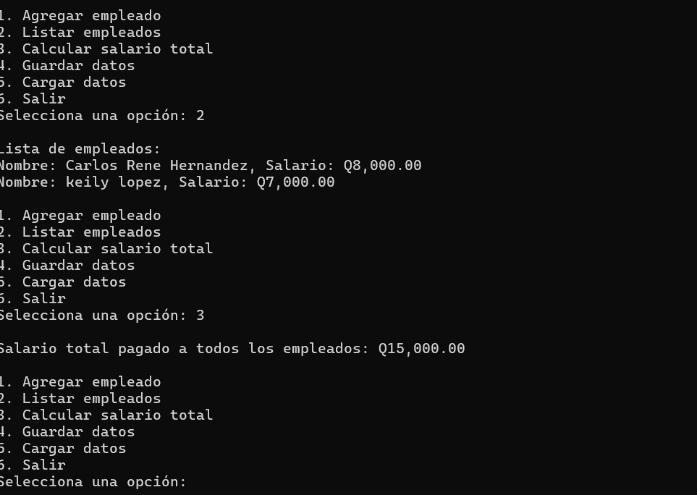 1. Agregar empleado
2. Listar empleados
3. Calcular salario total
4. Guardar datos
5. Cargar datos
6. Salir
Selecciona una opción: 2
Lista de empleados:
Nombre: Carlos Rene Hernandez, Salario: Q8,000.00
Nombre: keily lopez, Salario: Q7,000.00
1. Agregar empleado
2. Listar empleados
3. Calcular salario total
4. Guardar datos
5. Cargar datos
6. Salir
Selecciona una opción: 3
Salario total pagado a todos los empleados: Q15,000.00
1. Agregar empleado
2. Listar empleados
3. Calcular salario total
4. Guardar datos
5. Cargar datos
6. Salir
Selecciona una opción: